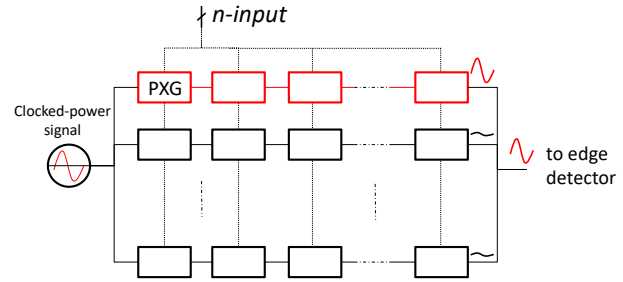 n-input
PXG
Clocked-power
signal
to edge
detector